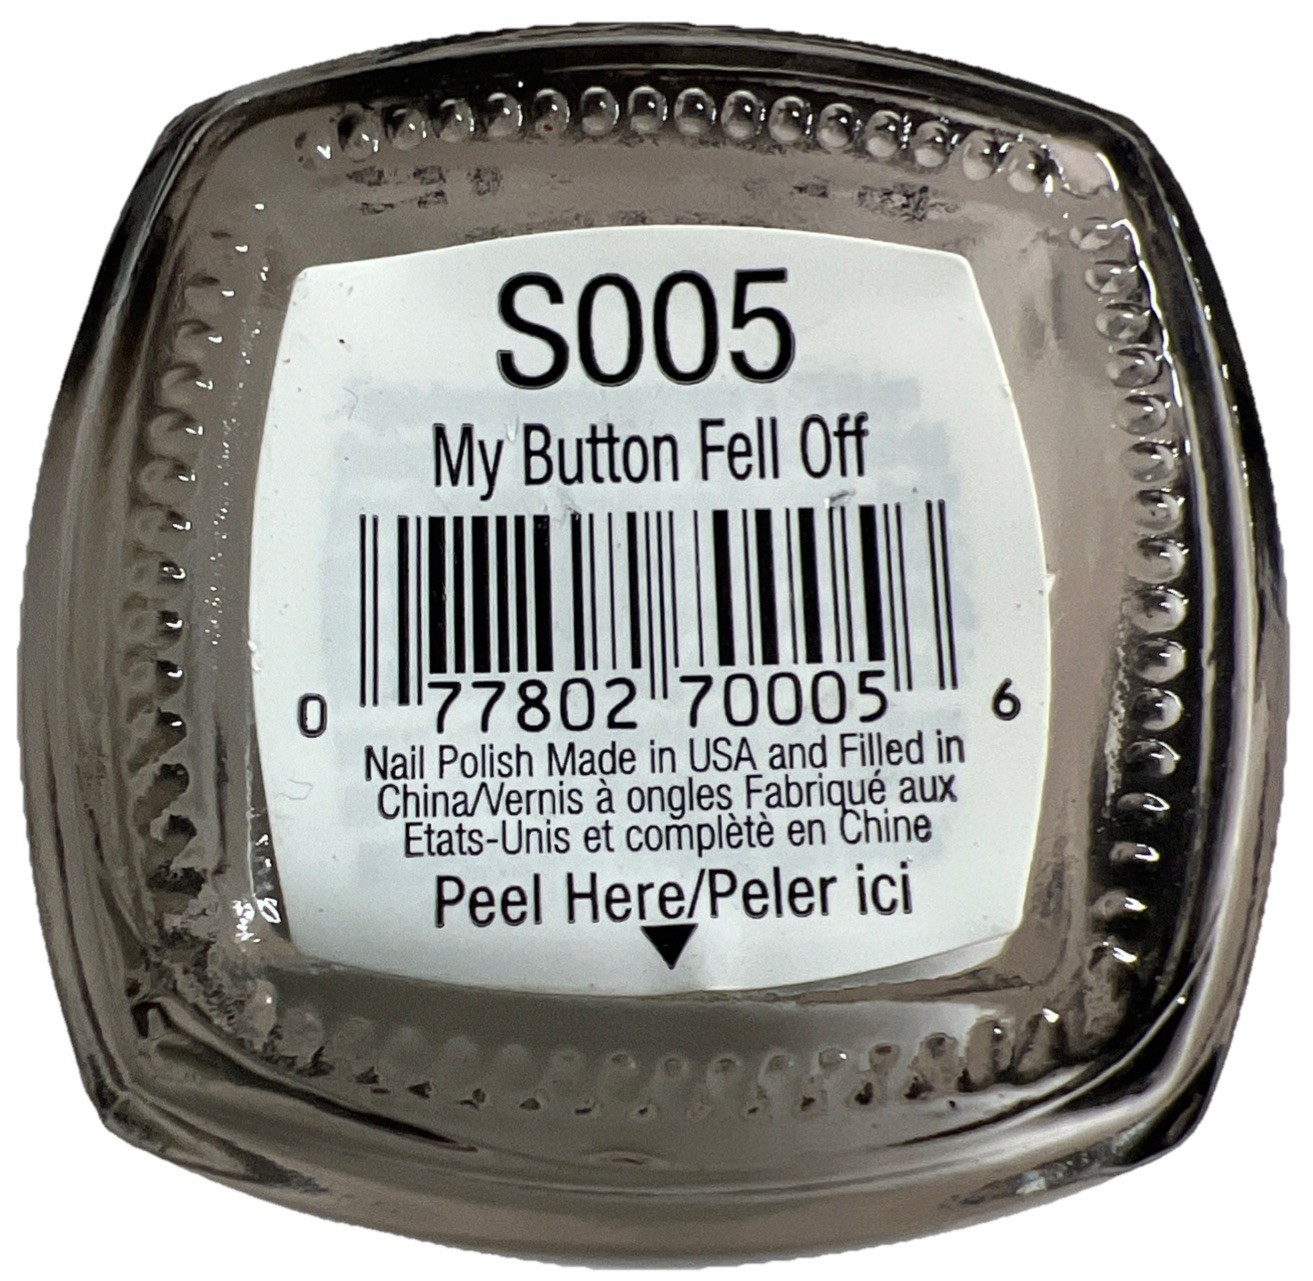 S005
My Button Fell Off
0 77802 70005 6
Nail Polish Made in USA and Filled in
China/Vernis à ongles Fabriqué aux
Etats-Unis et complètè en Chine
Peel Here/Peler ici